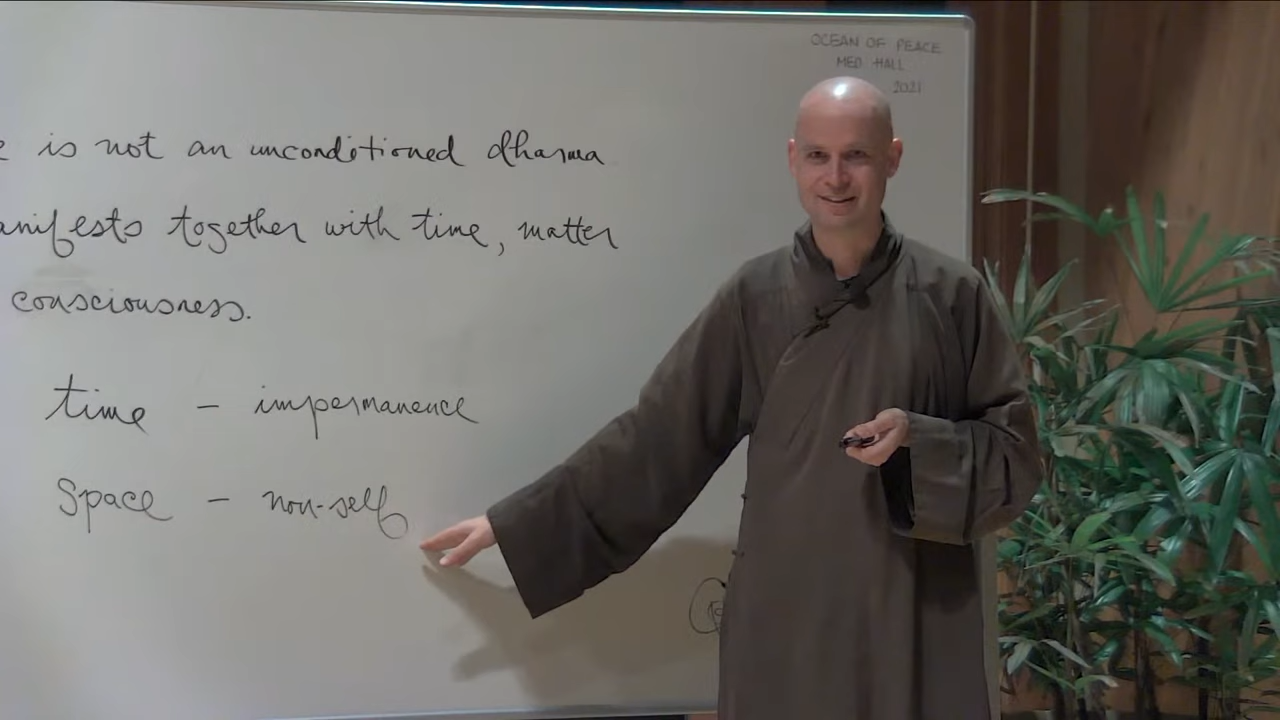 OCEAN OF PEACE
MED HALL
2021
is not an unconditioned dharma
anifests together with time, matter
consciousness.
time - impermanence
Space - non-self